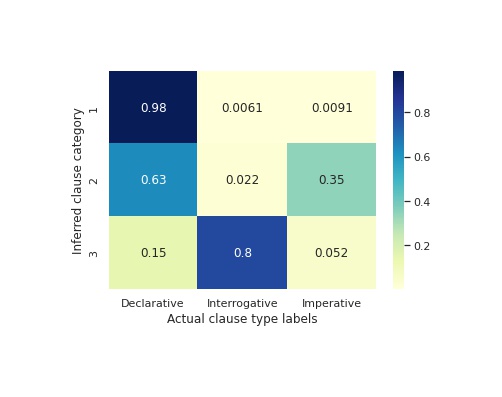 Inferred clause category
1
0.98 0.0061 0.0091
2
0.63 0.022 0.35
3
0.15 0.8 0.052
Declarative Interrogative Imperative
Actual clause type labels
0.8
0.6
0.4
0.2